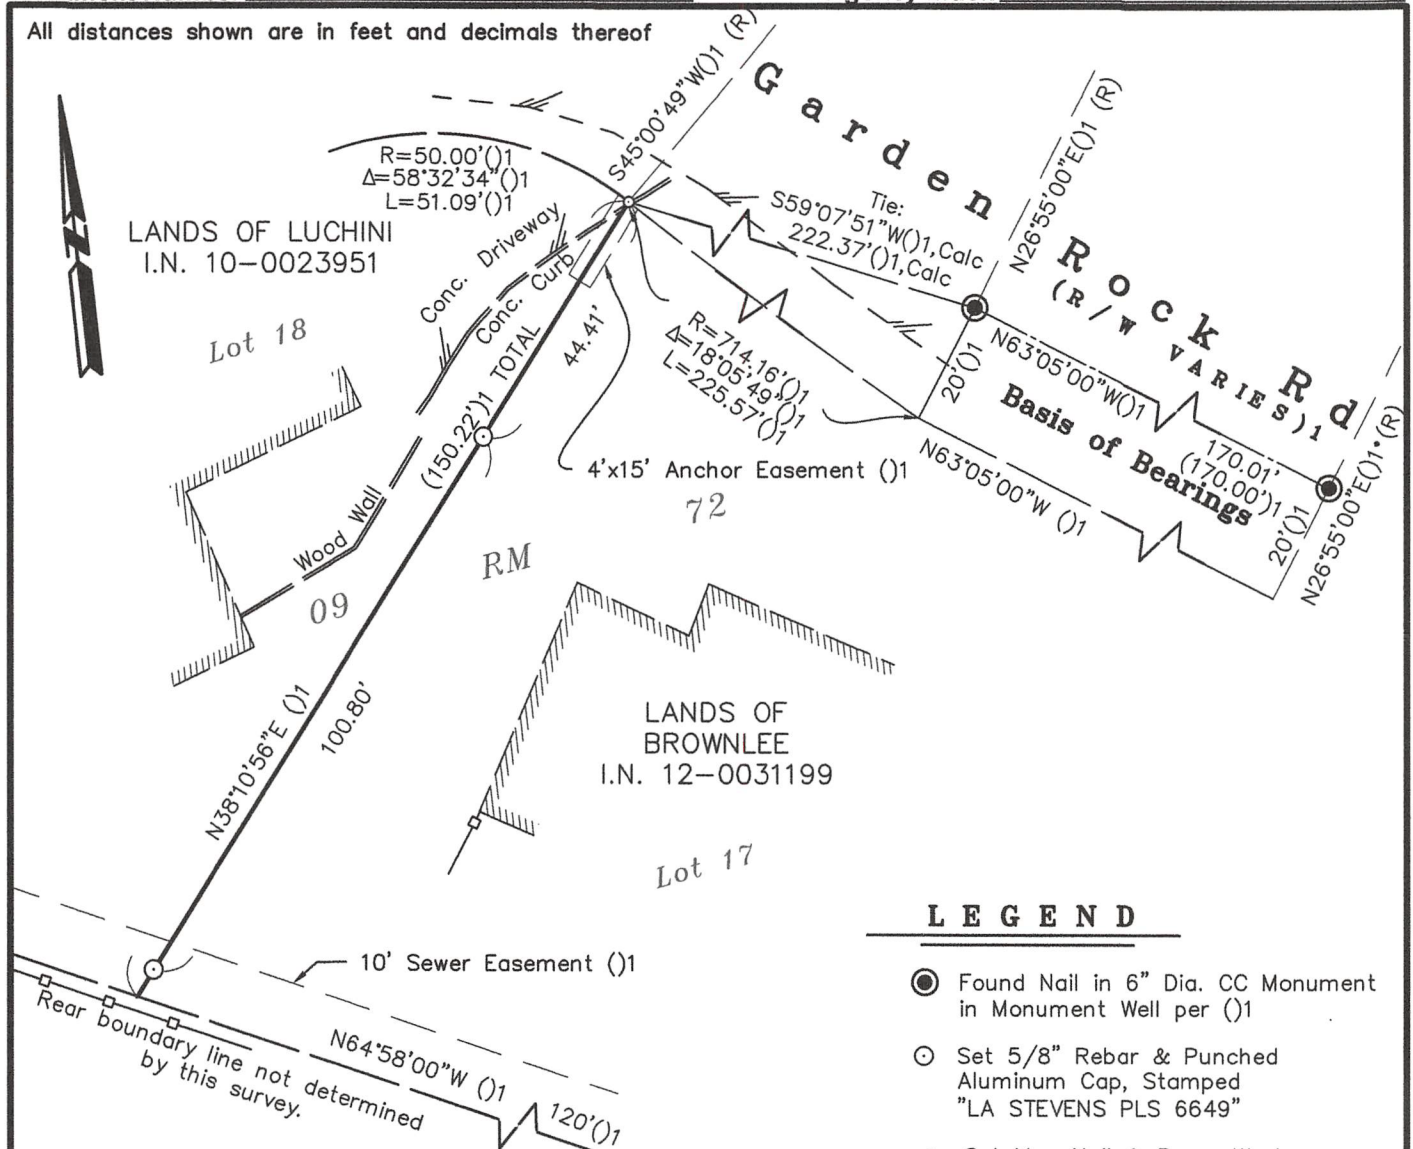 All distances shown are in feet and decimals thereof
S45°00'49"W()1 (R)
Garden Rock Rd
(R/W VARIES)1
N26°55'00"E()1 (R)
R=50.00'()1
Δ=58°32'34"()1
L=51.09'()1
Tie:
S59°07'51"W()1,Calc
222.37'()1,Calc
N
LANDS OF LUCHINI
I.N. 10-0023951
Conc. Driveway
Conc. Curb
Lot 18
(150.22')1 TOTAL
44.41'
R=714.16'()1
Δ=18°05'49"()1
L=225.57'()1
20'()1
N63°05'00"W()1
Basis of Bearings
170.01'
(170.00')1
N63°05'00"W ()1
20'()1
N26°55'00"E()1 (R)
4'x15' Anchor Easement ()1
72
Wood Wall
RM
09
N38°10'56"E ()1
100.80'
LANDS OF
BROWNLEE
I.N. 12-0031199
Lot 17
10' Sewer Easement ()1
Rear boundary line not determined
by this survey.
N64°58'00"W ()1
120'()1
LEGEND
Found Nail in 6" Dia. CC Monument
in Monument Well per ()1
Set 5/8" Rebar & Punched
Aluminum Cap, Stamped
"LA STEVENS PLS 6649"